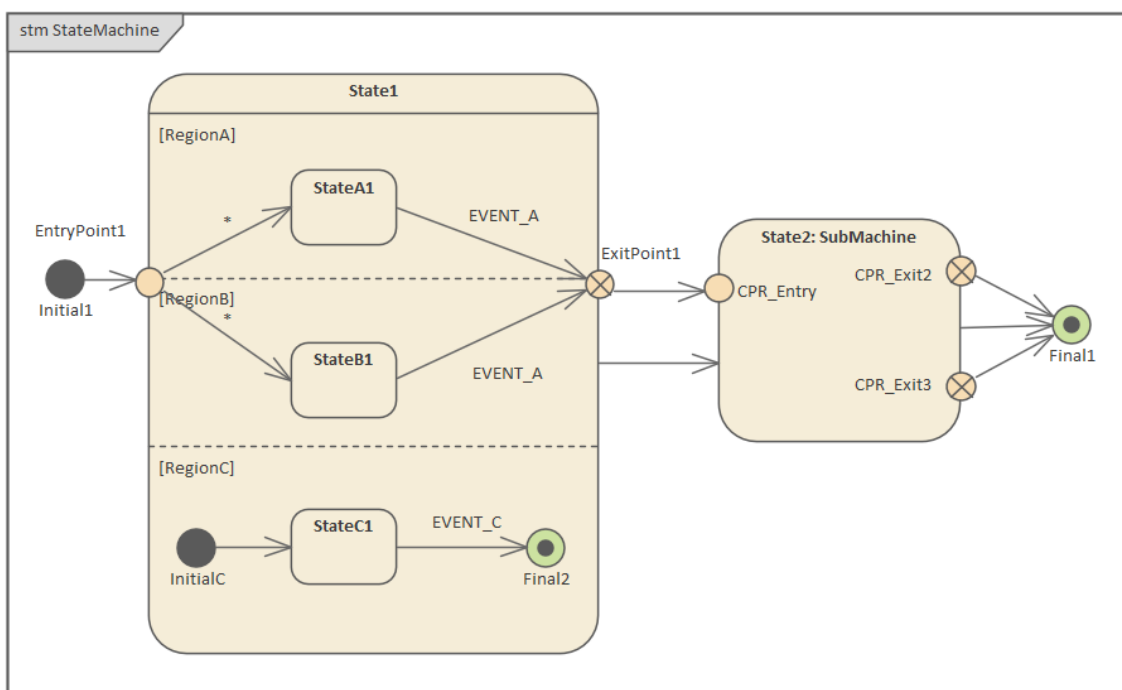 stm StateMachine
State1
[RegionA]
StateA1
*
EVENT_A
EntryPoint1
Initial1
ExitPoint1
State2: SubMachine
CPR_Entry
CPR_Exit2
CPR_Exit3
Final1
[RegionB]
*
StateB1
EVENT_A
[RegionC]
InitialC
StateC1
EVENT_C
Final2